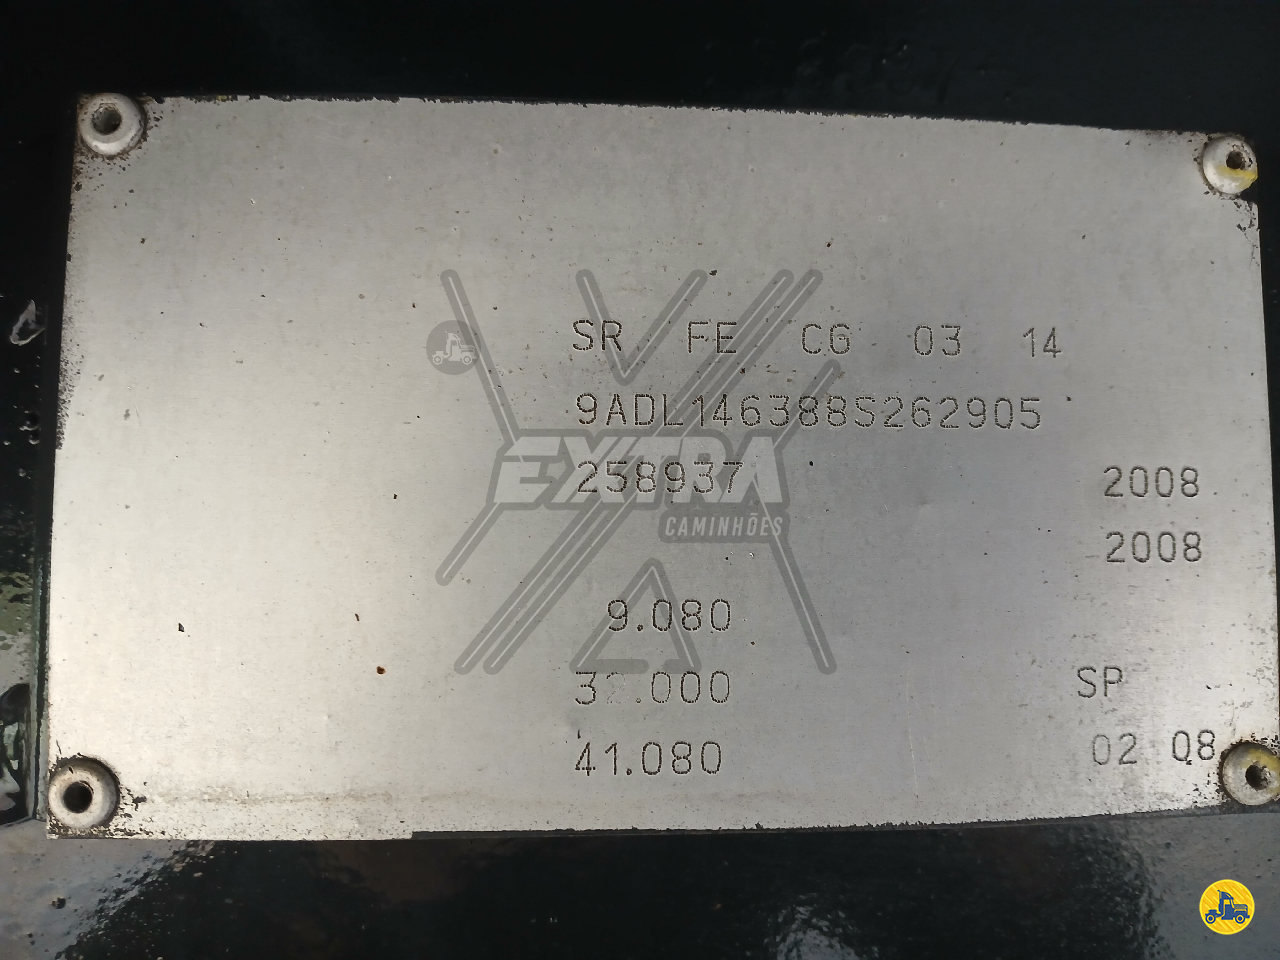 SR FE CG 03 14
9ADL146388S262905
258937 2008
EXTRA
CAMINHÕES
2008
9.080
32.000 SP
41.080 02 08